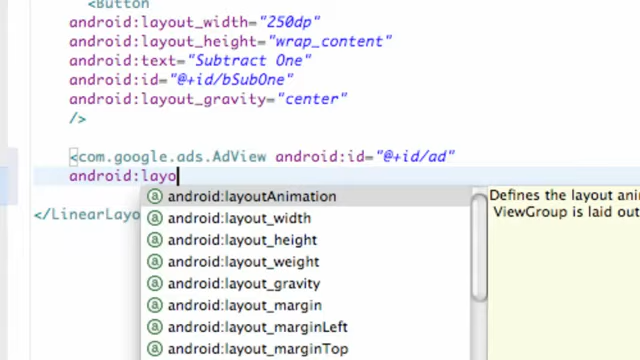 <Button
android:layout_width="250dp"
android:layout_height="wrap_content"
android:text="Subtract One"
android:id="@+id/bSubOne"
android:layout_gravity="center"
/>
<com.google.ads.AdView android:id="@+id/ad"
android:layo
android:layoutAnimation
Defines the layout ani
android:layout_width
ViewGroup is laid out
</LinearLayo
android:layout_height
android:layout_weight
android:layout_gravity
android:layout_margin
android:layout_marginLeft
android:layout_marginTop